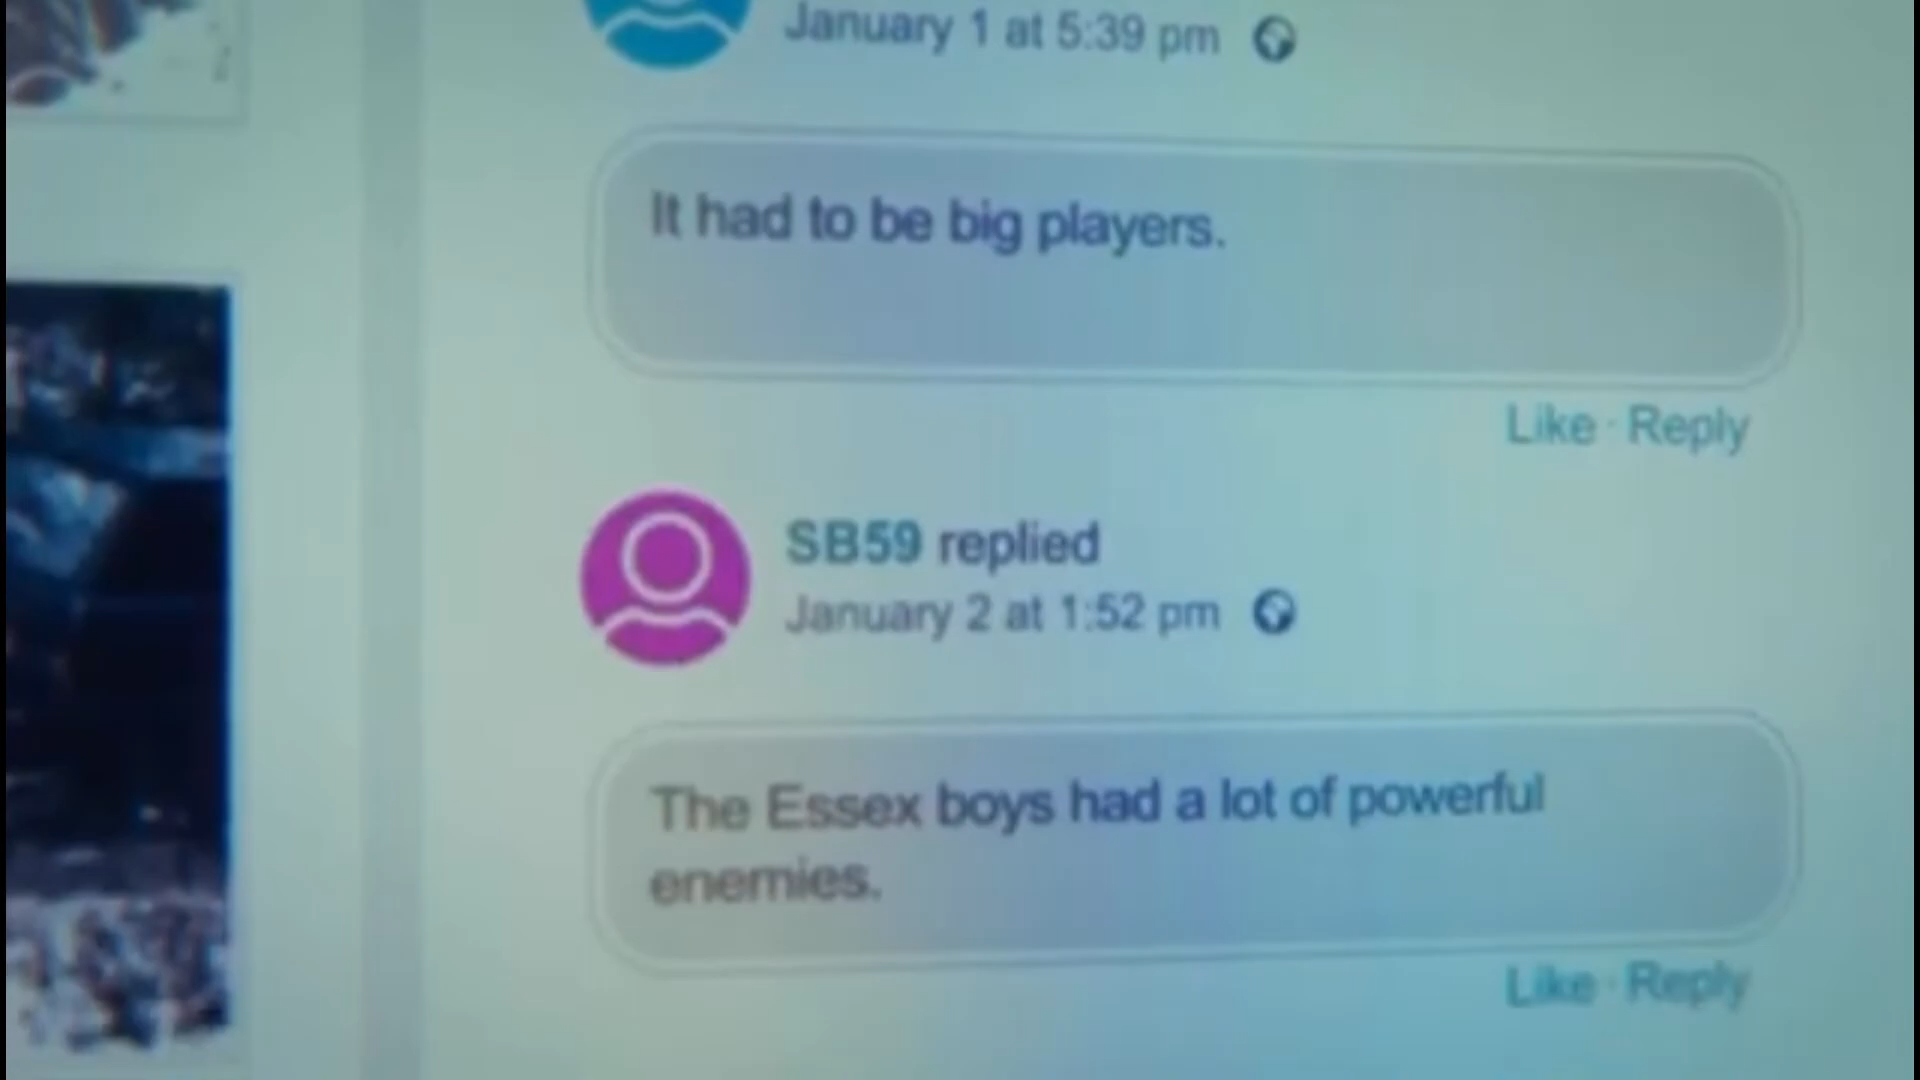 January 1 at 5:39 pm
It had to be big players.
Like · Reply
SB59 replied
January 2 at 1:52 pm
The Essex boys had a lot of powerful
enemies.
Like · Reply